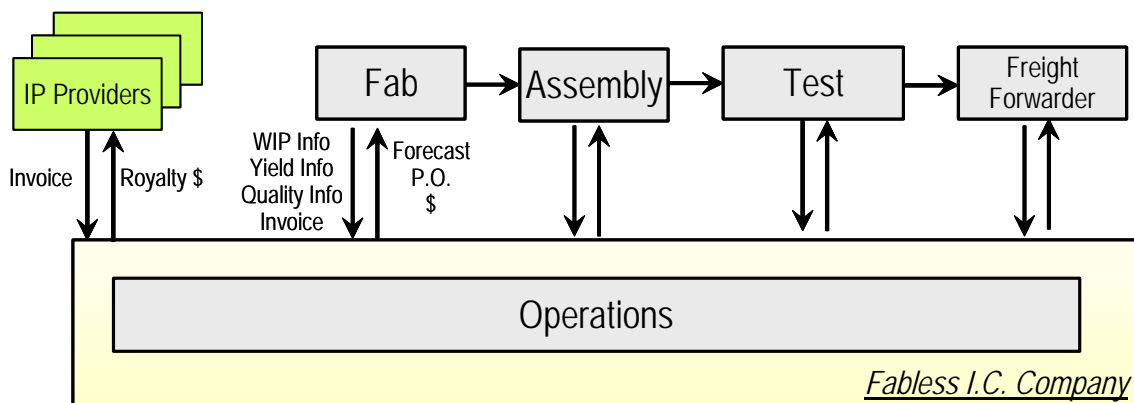 IP Providers
Fab
Assembly
Test
Freight
Forwarder
Invoice
Royalty $
WIP Info
Yield Info
Quality Info
Invoice
Forecast
P.O.
$
Operations
Fabless I.C. Company